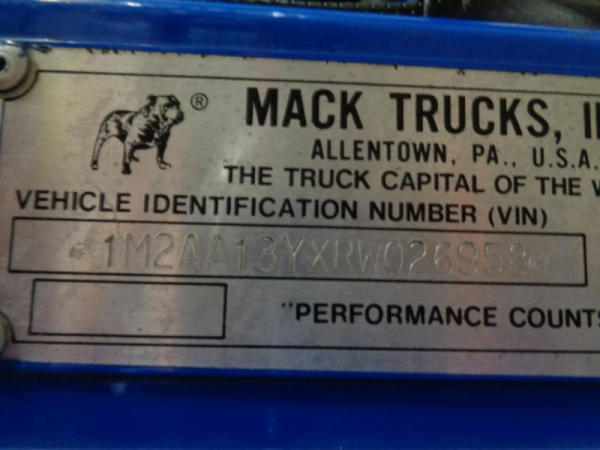 ® MACK TRUCKS, I
ALLENTOWN, PA., U.S.A.
THE TRUCK CAPITAL OF THE W
VEHICLE IDENTIFICATION NUMBER (VIN)
*1M2AA13YXRW026958*
"PERFORMANCE COUNTS